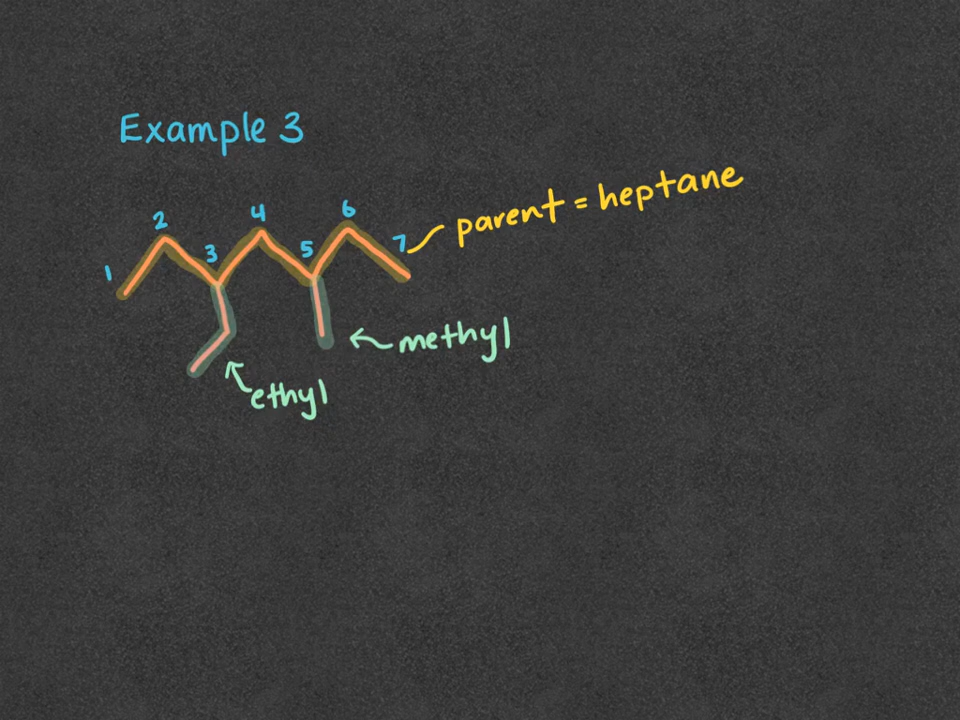 Example 3
1 2 3 4 5 6 7
parent = heptane
methyl
ethyl